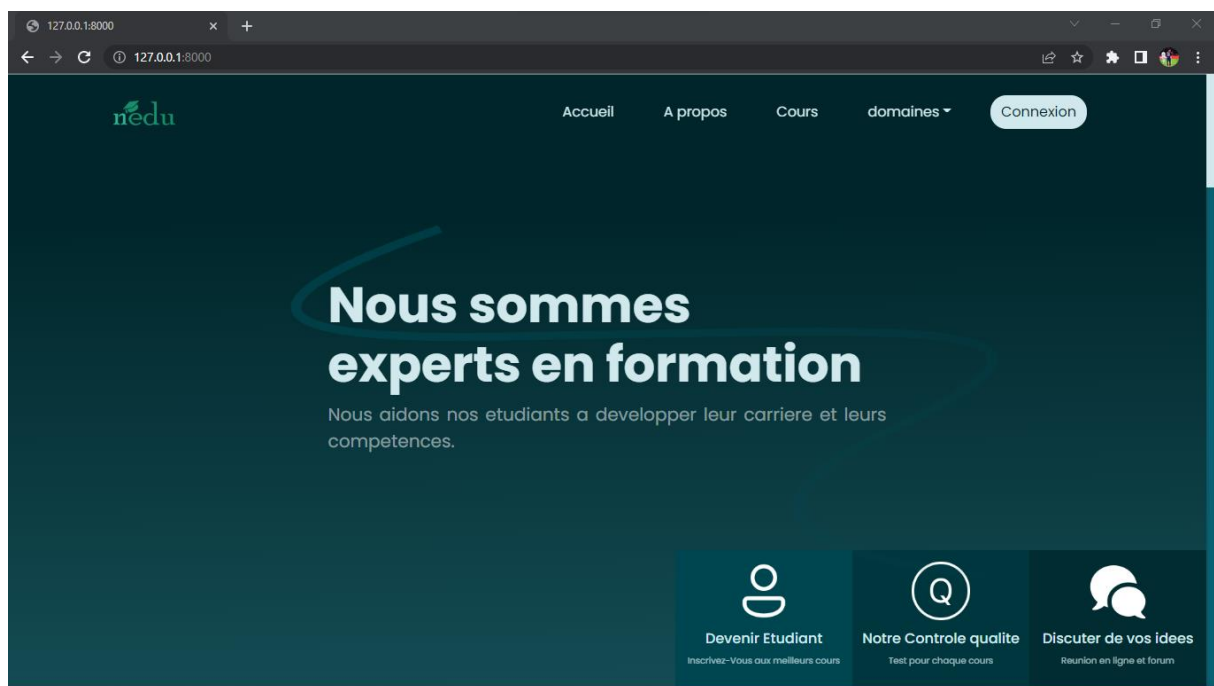 127.0.0.1:8000
127.0.0.1:8000
nedu
Accueil A propos Cours domaines Connexion
Nous sommes
experts en formation
Nous aidons nos etudiants a developper leur carriere et leurs
competences.
Q
Devenir Etudiant
Inscrivez-Vous aux meilleurs cours
Notre Controle qualite
Test pour chaque cours
Discuter de vos idees
Reunion en ligne et forum